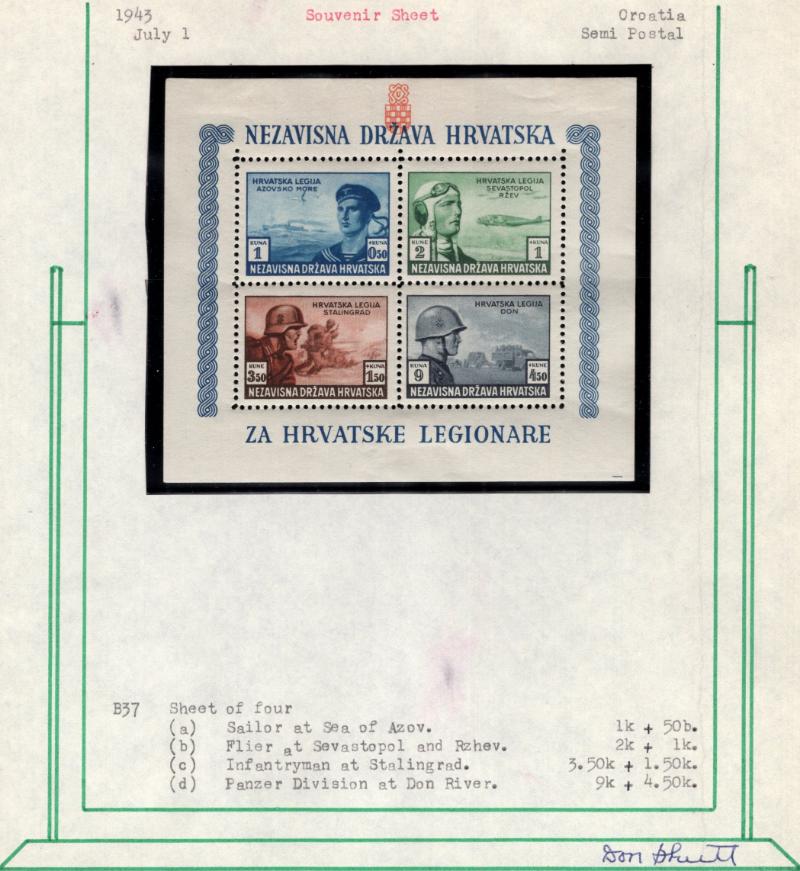 1943 Souvenir Sheet Croatia
July 1 Semi Postal
NEZAVISNA DRŽAVA HRVATSKA
HRVATSKA LEGIJA
AZOVSKO MORE
KUNA 1 +KUNA 0.50
NEZAVISNA DRŽAVA HRVATSKA
HRVATSKA LEGIJA
SEVASTOPOL
RŽEV
KUNE 2 +KUNA 1
NEZAVISNA DRŽAVA HRVATSKA
HRVATSKA LEGIJA
STALINGRAD
KUNE 3.50 +KUNA 1.50
NEZAVISNA DRŽAVA HRVATSKA
HRVATSKA LEGIJA
DON
KUNA 9 +KUNE 4.50
NEZAVISNA DRŽAVA HRVATSKA
ZA HRVATSKE LEGIONARE
B37 Sheet of four
(a) Sailor at Sea of Azov. 1k + 50b.
(b) Flier at Sevastopol and Rzhev. 2k + 1k.
(c) Infantryman at Stalingrad. 3.50k + 1.50k.
(d) Panzer Division at Don River. 9k + 4.50k.
Don